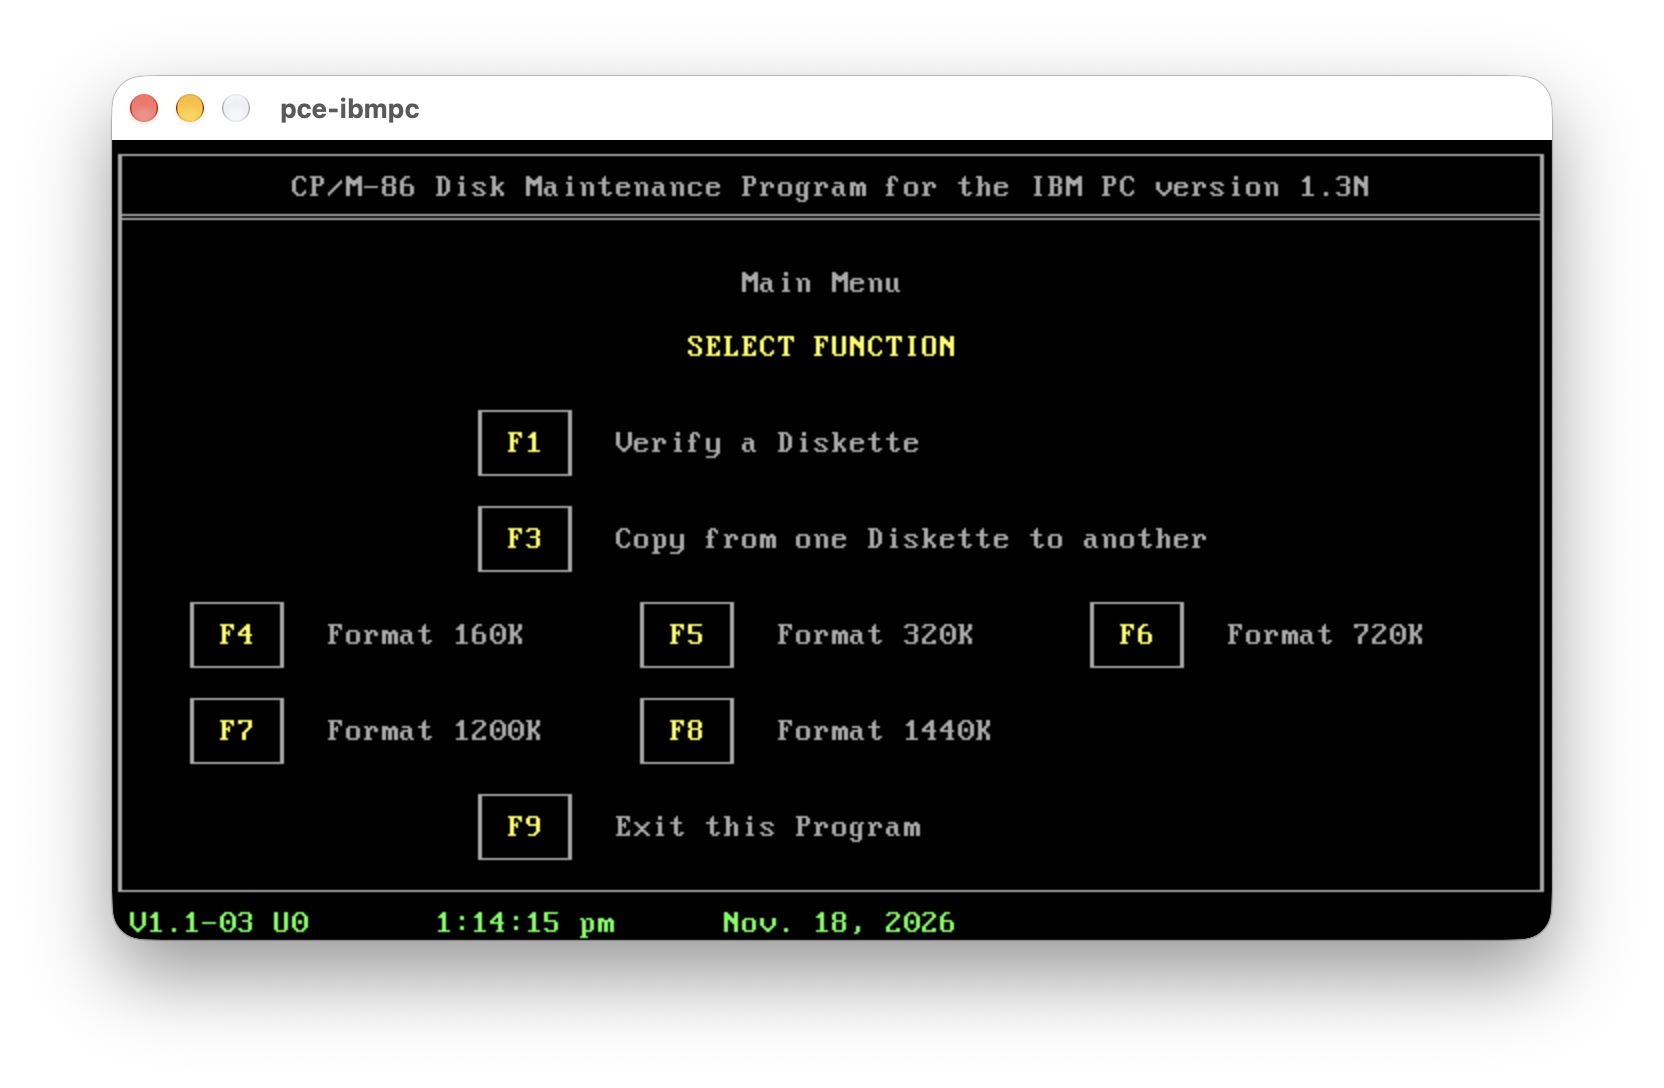 pce-ibmpc
CP/M-86 Disk Maintenance Program for the IBM PC version 1.3N
Main Menu
SELECT FUNCTION
F1 Verify a Diskette
F3 Copy from one Diskette to another
F4 Format 160K F5 Format 320K F6 Format 720K
F7 Format 1200K F8 Format 1440K
F9 Exit this Program
V1.1-03 U0 1:14:15 pm Nov. 18, 2026